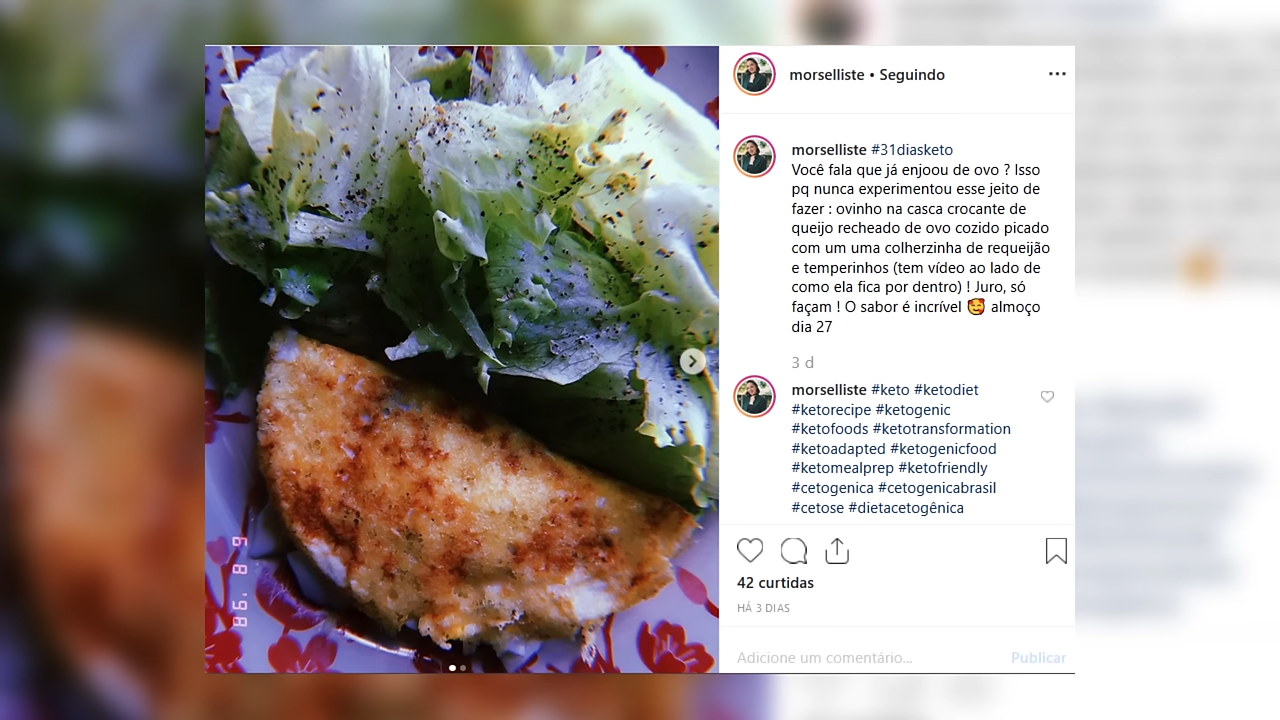 morselliste • Seguindo
morselliste #31diasketo
Você fala que já enjoou de ovo ? Isso
pq nunca experimentou esse jeito de
fazer : ovinho na casca crocante de
queijo recheado de ovo cozido picado
com um uma colherzinha de requeijão
e temperinhos (tem vídeo ao lado de
como ela fica por dentro) ! Juro, só
façam ! O sabor é incrível 🥰 almoço
dia 27
3 d
morselliste #keto #ketodiet
#ketorecipe #ketogenic
#ketofoods #ketotransformation
#ketoadapted #ketogenicfood
#ketomealprep #ketofriendly
#cetogenica #cetogenicabrasil
#cetose #dietacetogênica
42 curtidas
HÁ 3 DIAS
Adicione um comentário...
Publicar